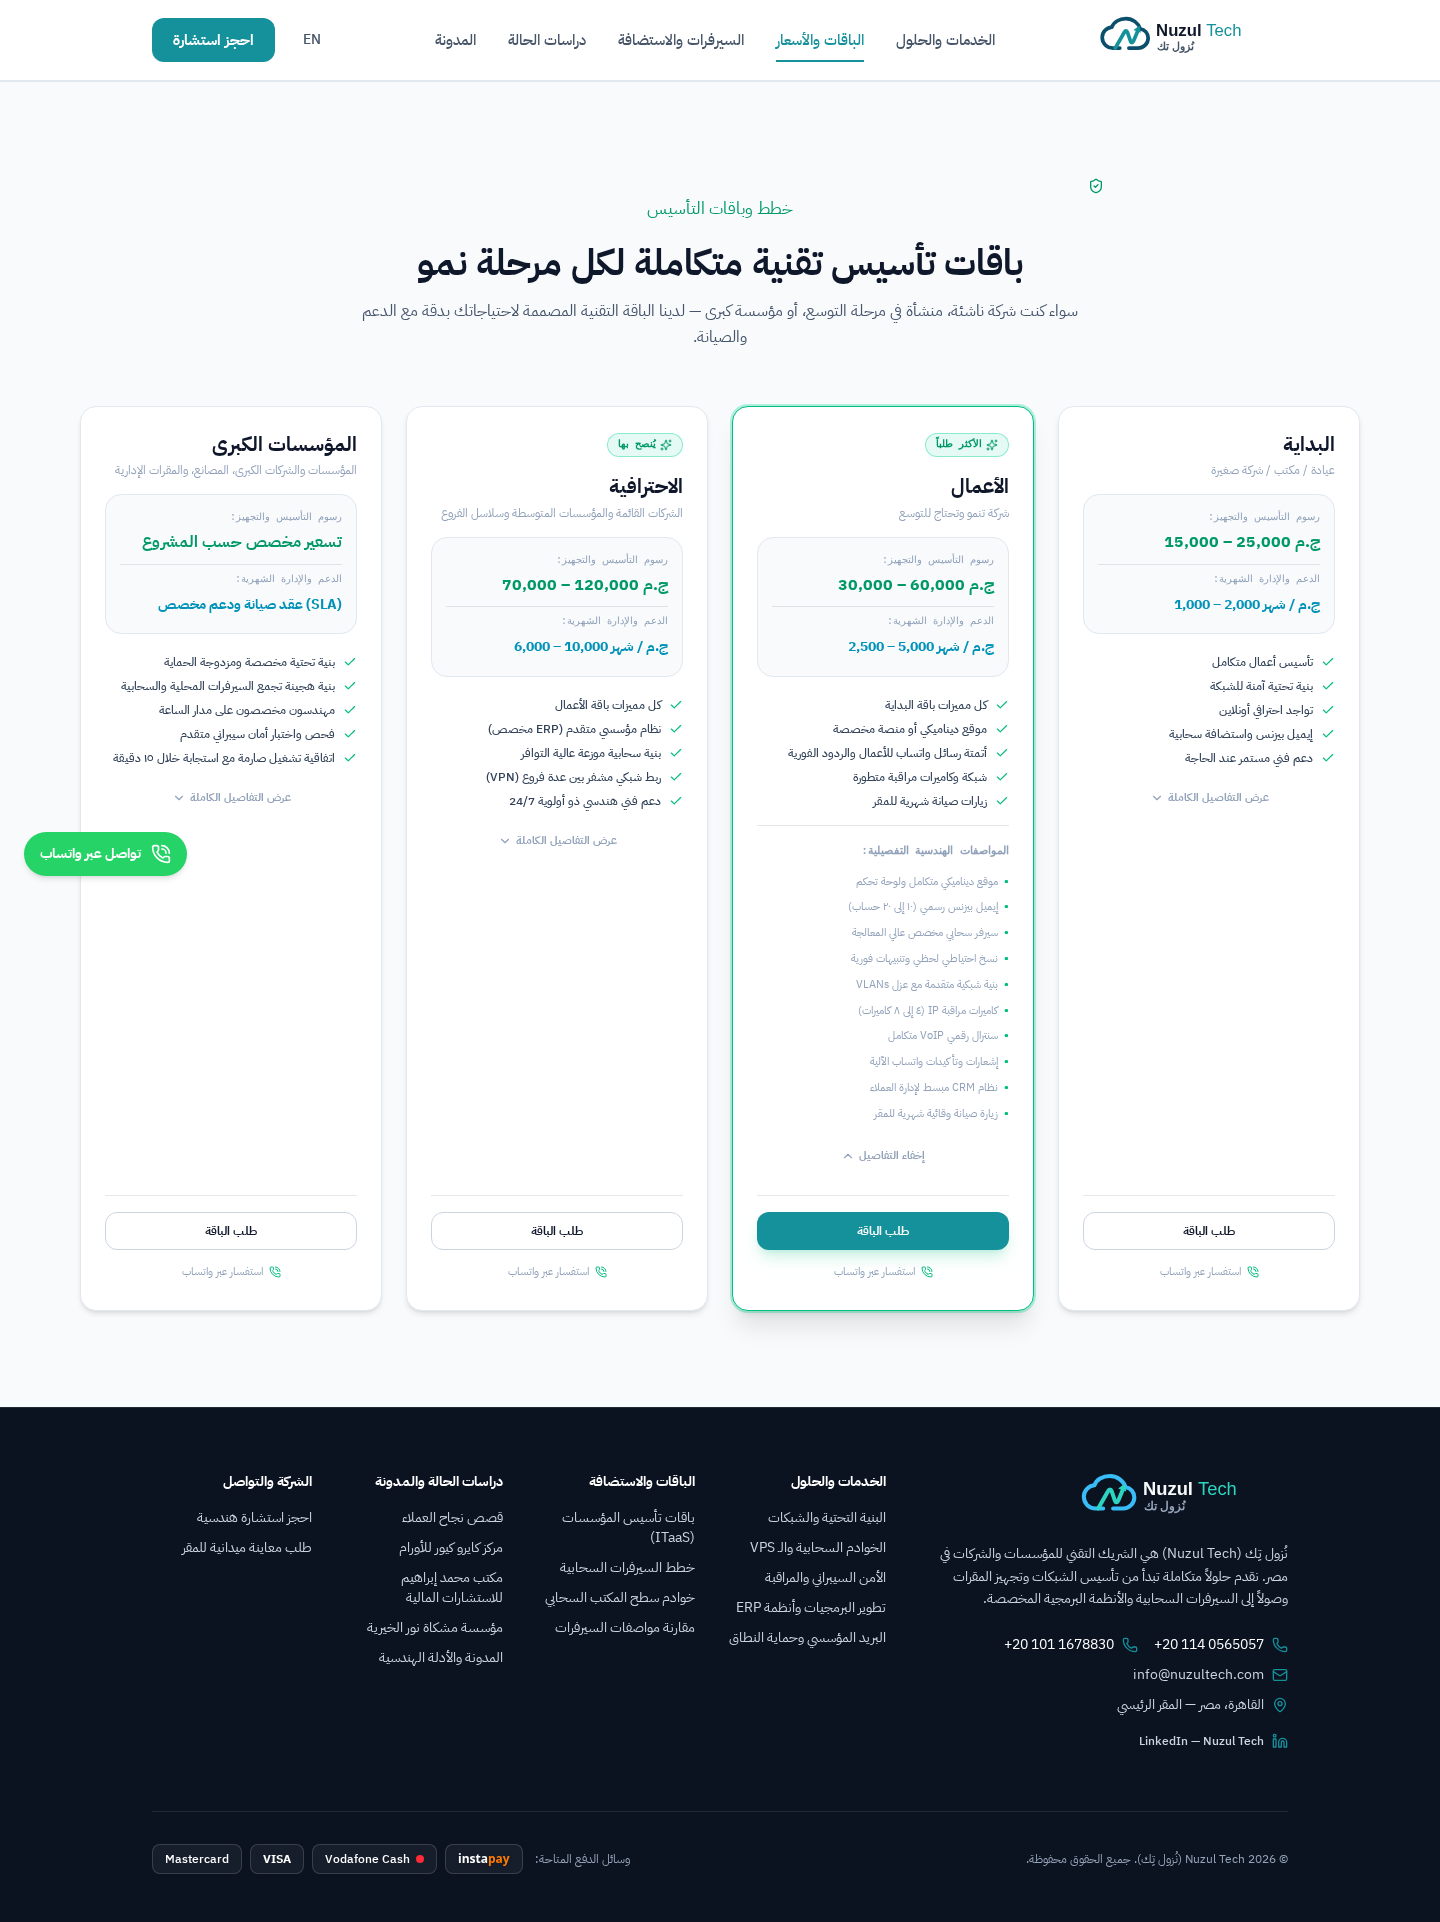 Nuzul Tech
نُزول تك
الخدمات والحلول
الباقات والأسعار
السيرفرات والاستضافة
دراسات الحالة
المدونة
EN
احجز استشارة
خطط وباقات التأسيس
باقات تأسيس تقنية متكاملة لكل مرحلة نمو
سواء كنت شركة ناشئة، منشأة في مرحلة التوسع، أو مؤسسة كبرى — لدينا الباقة التقنية المصممة لاحتياجاتك بدقة مع الدعم
والصيانة.
البداية
عيادة / مكتب / شركة صغيرة
رسوم التأسيس والتجهيز:
15,000 – 25,000 ج.م
الدعم والإدارة الشهرية:
1,000 – 2,000 ج.م / شهر
تأسيس أعمال متكامل
بنية تحتية آمنة للشبكة
تواجد احترافي أونلاين
إيميل بيزنس واستضافة سحابية
دعم فني مستمر عند الحاجة
عرض التفاصيل الكاملة
طلب الباقة
استفسار عبر واتساب
الأكثر طلباً
الأعمال
شركة تنمو وتحتاج للتوسع
رسوم التأسيس والتجهيز:
30,000 – 60,000 ج.م
الدعم والإدارة الشهرية:
2,500 – 5,000 ج.م / شهر
كل مميزات باقة البداية
موقع ديناميكي أو منصة مخصصة
أتمتة رسائل واتساب للأعمال والردود الفورية
شبكة وكاميرات مراقبة متطورة
زيارات صيانة شهرية للمقر
المواصفات الهندسية التفصيلية:
موقع ديناميكي متكامل ولوحة تحكم
إيميل بيزنس رسمي (١٠ إلى ٢٠ حساب)
سيرفر سحابي مخصص عالي المعالجة
نسخ احتياطي لحظي وتنبيهات فورية
بنية شبكية متقدمة مع عزل VLANs
كاميرات مراقبة IP (٤ إلى ٨ كاميرات)
سنترال رقمي VoIP متكامل
إشعارات وتأكيدات واتساب الآلية
نظام CRM مبسط لإدارة العملاء
زيارة صيانة وقائية شهرية للمقر
إخفاء التفاصيل
طلب الباقة
استفسار عبر واتساب
يُنصح بها
الاحترافية
الشركات القائمة والمؤسسات المتوسطة وسلاسل الفروع
رسوم التأسيس والتجهيز:
70,000 – 120,000 ج.م
الدعم والإدارة الشهرية:
6,000 – 10,000 ج.م / شهر
كل مميزات باقة الأعمال
نظام مؤسسي متقدم (ERP مخصص)
بنية سحابية موزعة عالية التوافر
ربط شبكي مشفر بين عدة فروع (VPN)
دعم فني هندسي ذو أولوية 24/7
عرض التفاصيل الكاملة
طلب الباقة
استفسار عبر واتساب
المؤسسات الكبرى
المؤسسات والشركات الكبرى، المصانع، والمقرات الإدارية
رسوم التأسيس والتجهيز:
تسعير مخصص حسب المشروع
الدعم والإدارة الشهرية:
عقد صيانة ودعم مخصص (SLA)
بنية تحتية مخصصة ومزدوجة الحماية
بنية هجينة تجمع السيرفرات المحلية والسحابية
مهندسون مخصصون على مدار الساعة
فحص واختبار أمان سيبراني متقدم
اتفاقية تشغيل صارمة مع استجابة خلال ١٥ دقيقة
عرض التفاصيل الكاملة
طلب الباقة
استفسار عبر واتساب
تواصل عبر واتساب
Nuzul Tech
نُزول تك
نُزول تِك (Nuzul Tech) هي الشريك التقني للمؤسسات والشركات في
مصر. نقدم حلولاً متكاملة تبدأ من تأسيس الشبكات وتجهيز المقرات
وصولاً إلى السيرفرات السحابية والأنظمة البرمجية المخصصة.
+20 114 0565057
+20 101 1678830
info@nuzultech.com
القاهرة، مصر — المقر الرئيسي
LinkedIn — Nuzul Tech
الخدمات والحلول
البنية التحتية والشبكات
الخوادم السحابية والـ VPS
الأمن السيبراني والمراقبة
تطوير البرمجيات وأنظمة ERP
البريد المؤسسي وحماية النطاق
الباقات والاستضافة
باقات تأسيس المؤسسات
(ITaaS)
خطط السيرفرات السحابية
خوادم سطح المكتب السحابي
مقارنة مواصفات السيرفرات
دراسات الحالة والمدونة
قصص نجاح العملاء
مركز كايرو كيور للأورام
مكتب محمد إبراهيم
للاستشارات المالية
مؤسسة مشكاة نور الخيرية
المدونة والأدلة الهندسية
الشركة والتواصل
احجز استشارة هندسية
طلب معاينة ميدانية للمقر
© 2026 Nuzul Tech (نُزول تِك). جميع الحقوق محفوظة.
وسائل الدفع المتاحة:
instapay
Vodafone Cash
VISA
Mastercard